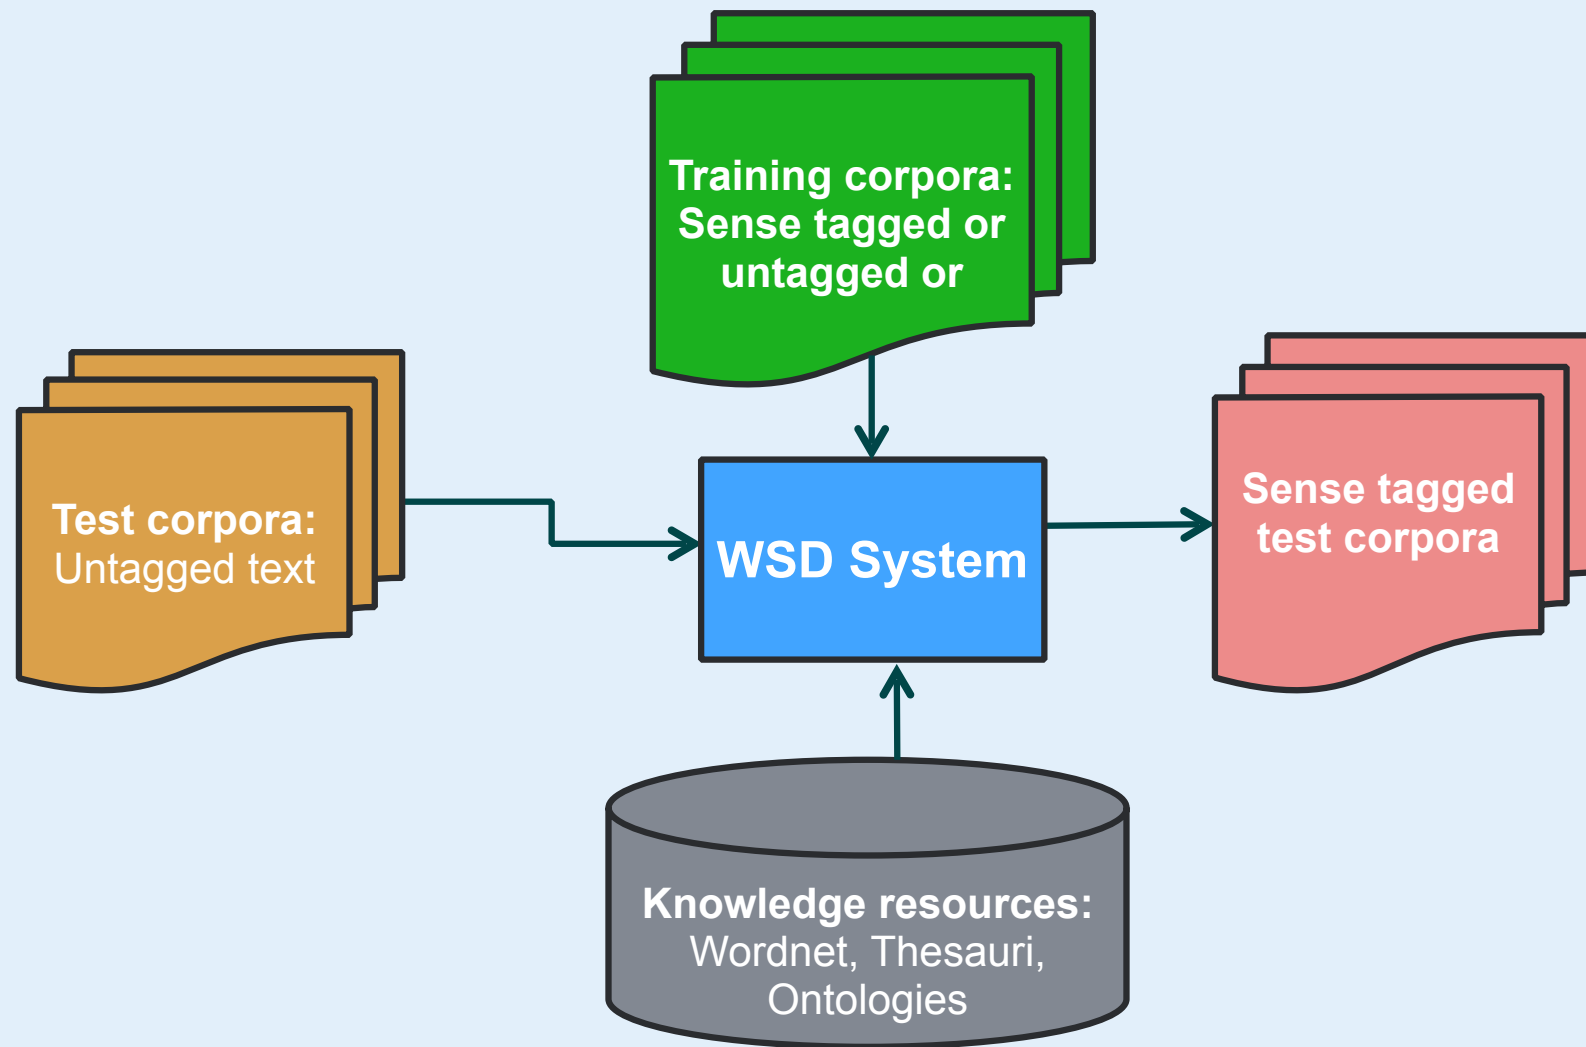 Training corpora:
Sense tagged or
untagged or
Test corpora:
Untagged text
WSD System
Sense tagged
test corpora
Knowledge resources:
Wordnet, Thesauri,
Ontologies